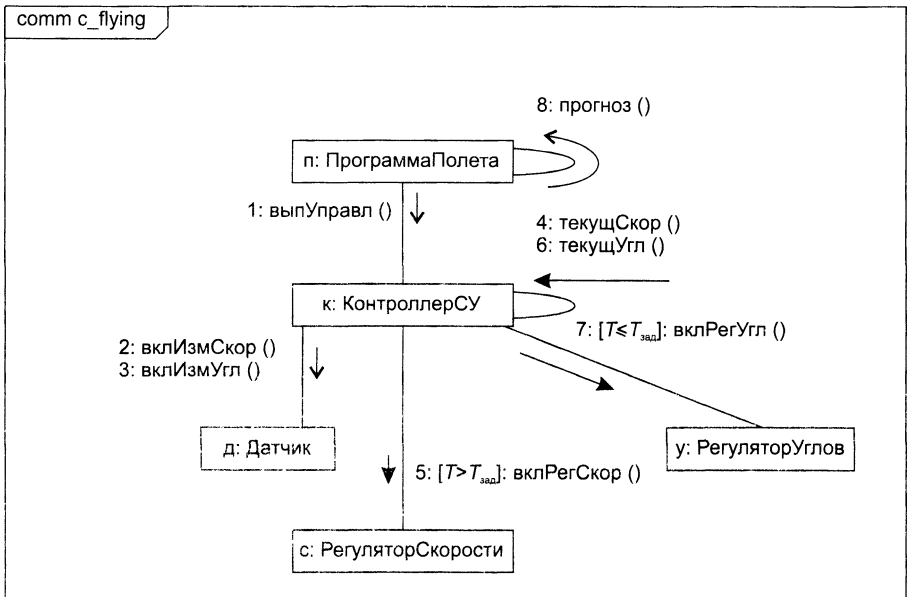 comm c_flying
8: прогноз ()
п: ПрограммаПолета
1: выпУправл ()
4: текущСкор ()
6: текущУгл ()
к: КонтроллерСУ
7: [T⩽Tзад]: вклРегУгл ()
2: вклИзмСкор ()
3: вклИзмУгл ()
д: Датчик
у: РегуляторУглов
5: [T>Tзад]: вклРегСкор ()
с: РегуляторСкорости